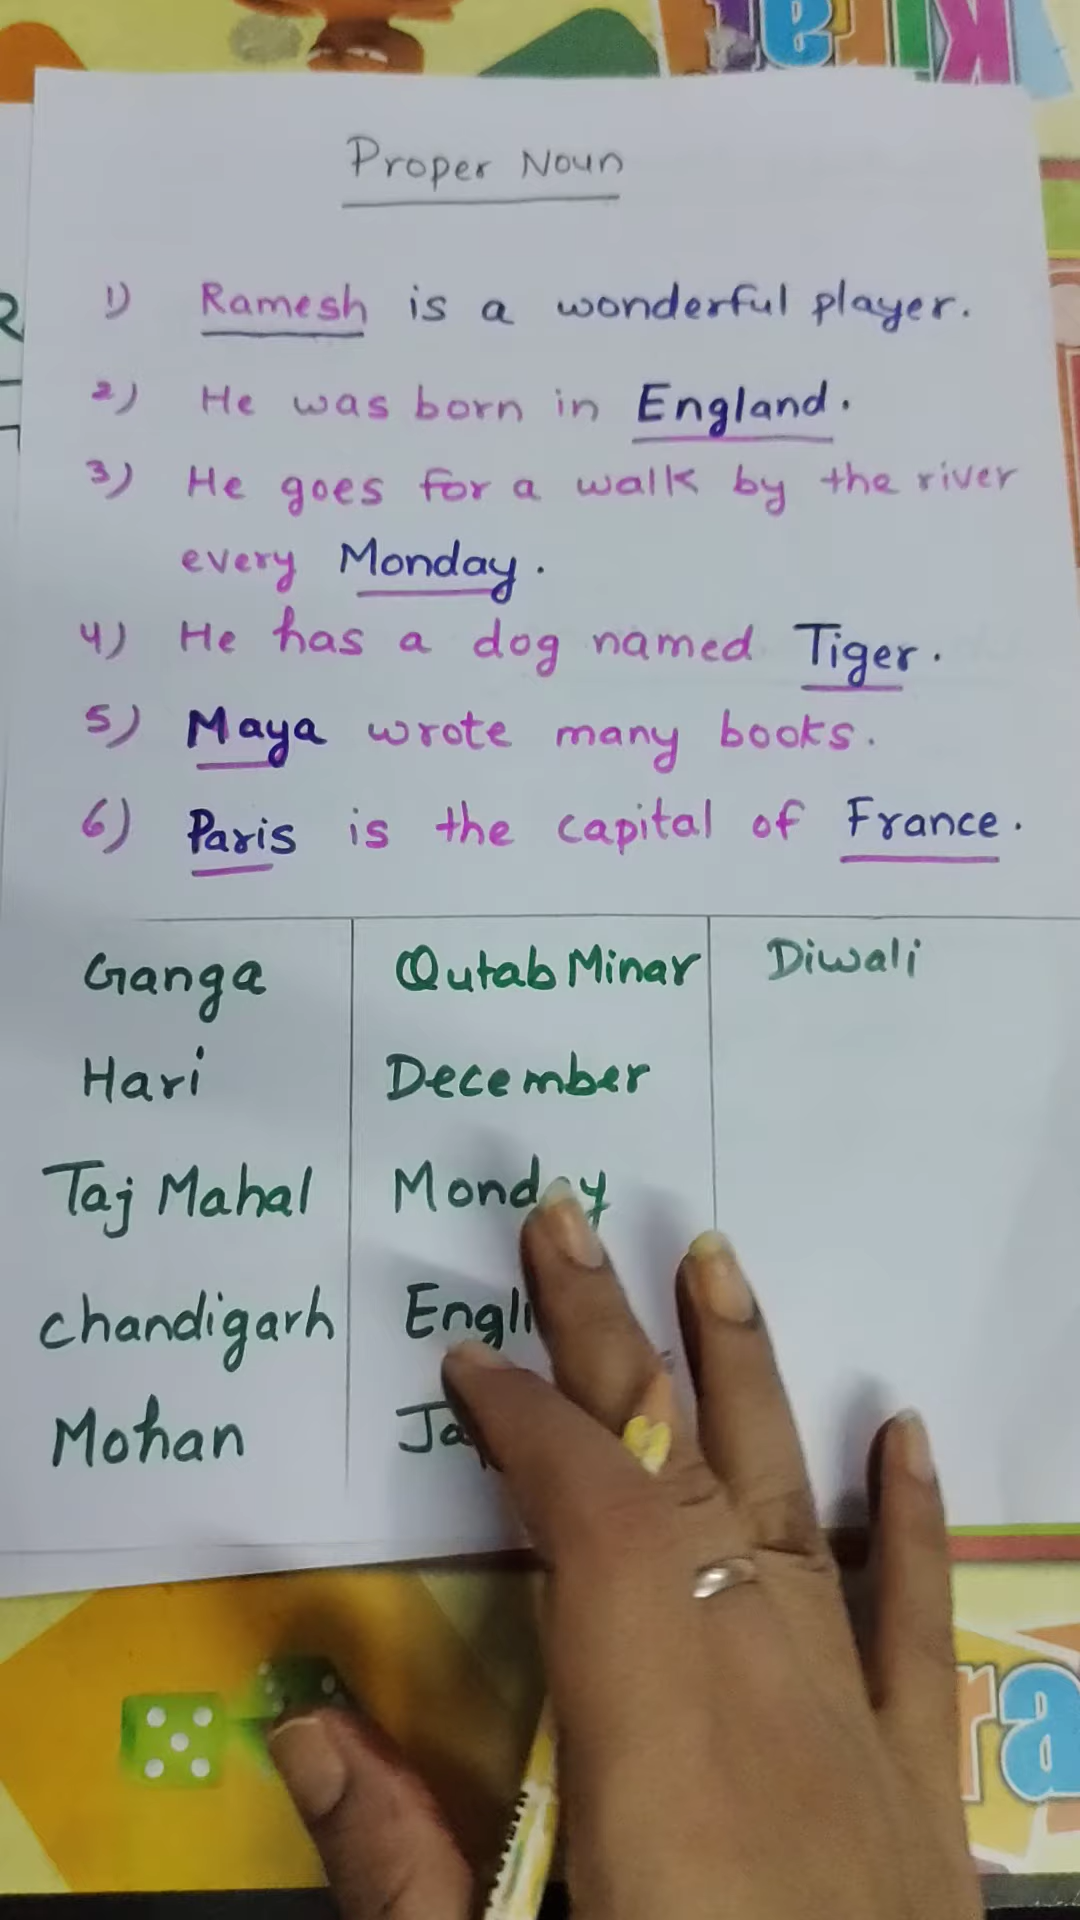 Proper Noun
1) Ramesh is a wonderful player.
2) He was born in England.
3) He goes for a walk by the river
every Monday.
4) He has a dog named Tiger.
5) Maya wrote many books.
6) Paris is the capital of France.
Ganga Qutab Minar Diwali
Hari December
Taj Mahal Monday
Chandigarh
Mohan